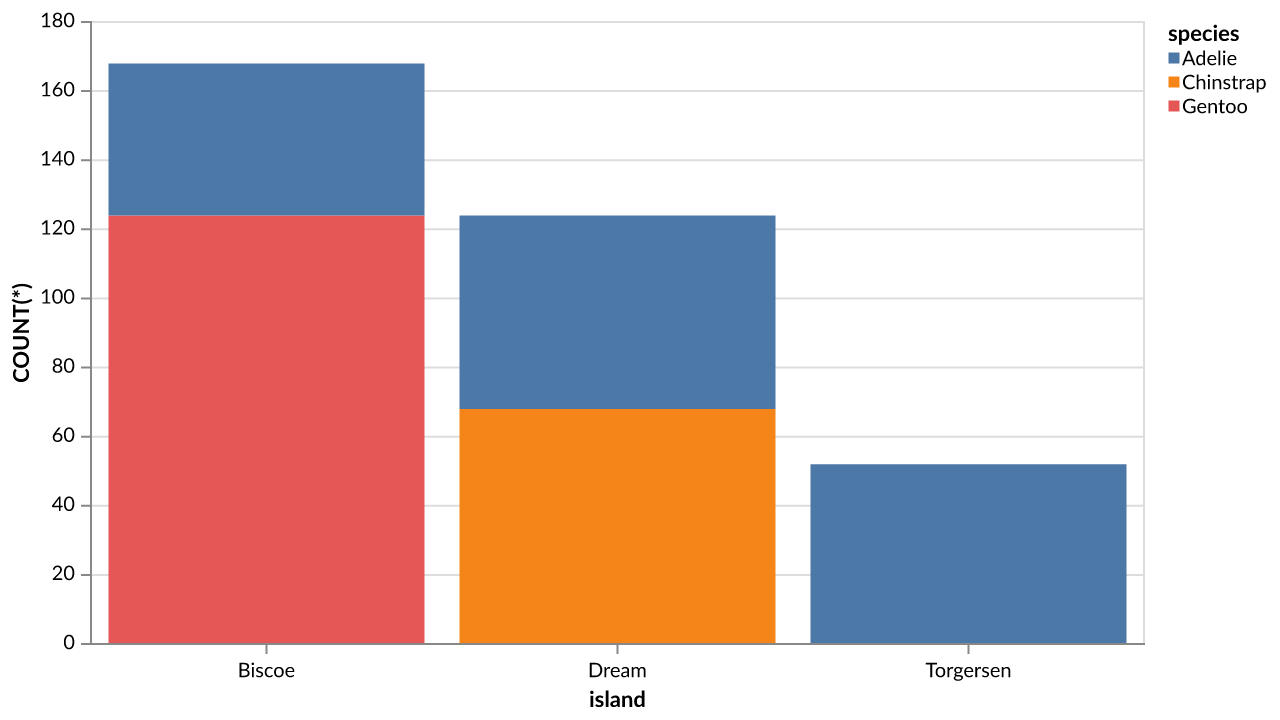 180
160
140
120
100
80
60
40
20
0
COUNT(*)
Biscoe
Dream
Torgersen
island
species
Adelie
Chinstrap
Gentoo